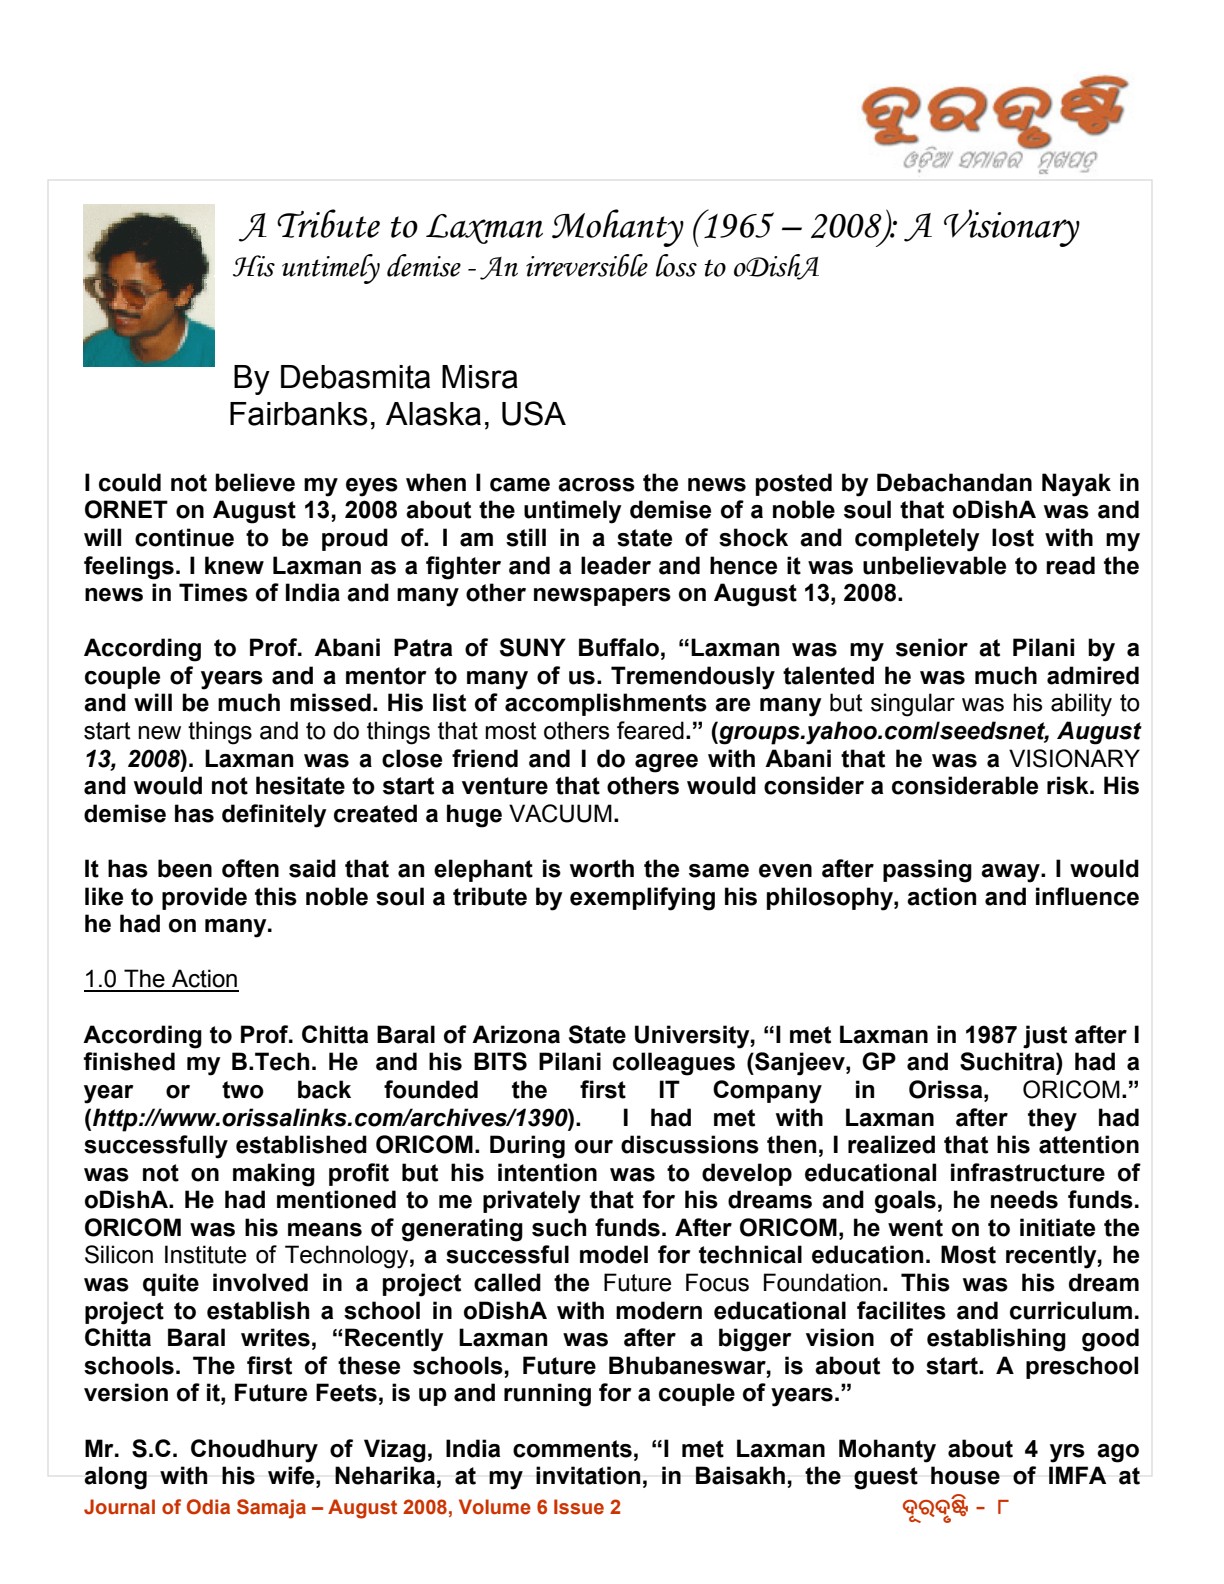 ଦୁରଦୃଷ୍ଟି
ଓଡ଼ିଆ ସମାଜର ମୁଖପତ୍ର
A Tribute to Laxman Mohanty (1965 – 2008): A Visionary
His untimely demise - An irreversible loss to oDishA
By Debasmita Misra
Fairbanks, Alaska, USA
I could not believe my eyes when I came across the news posted by Debachandan Nayak in
ORNET on August 13, 2008 about the untimely demise of a noble soul that oDishA was and
will continue to be proud of. I am still in a state of shock and completely lost with my
feelings. I knew Laxman as a fighter and a leader and hence it was unbelievable to read the
news in Times of India and many other newspapers on August 13, 2008.
According to Prof. Abani Patra of SUNY Buffalo, “Laxman was my senior at Pilani by a
couple of years and a mentor to many of us. Tremendously talented he was much admired
and will be much missed. His list of accomplishments are many but singular was his ability to
start new things and to do things that most others feared.” (groups.yahoo.com/seedsnet, August
13, 2008). Laxman was a close friend and I do agree with Abani that he was a VISIONARY
and would not hesitate to start a venture that others would consider a considerable risk. His
demise has definitely created a huge VACUUM.
It has been often said that an elephant is worth the same even after passing away. I would
like to provide this noble soul a tribute by exemplifying his philosophy, action and influence
he had on many.
1.0 The Action
According to Prof. Chitta Baral of Arizona State University, “I met Laxman in 1987 just after I
finished my B.Tech. He and his BITS Pilani colleagues (Sanjeev, GP and Suchitra) had a
year or two back founded the first IT Company in Orissa, ORICOM.”
(http://www.orissalinks.com/archives/1390). I had met with Laxman after they had
successfully established ORICOM. During our discussions then, I realized that his attention
was not on making profit but his intention was to develop educational infrastructure of
oDishA. He had mentioned to me privately that for his dreams and goals, he needs funds.
ORICOM was his means of generating such funds. After ORICOM, he went on to initiate the
Silicon Institute of Technology, a successful model for technical education. Most recently, he
was quite involved in a project called the Future Focus Foundation. This was his dream
project to establish a school in oDishA with modern educational facilites and curriculum.
Chitta Baral writes, “Recently Laxman was after a bigger vision of establishing good
schools. The first of these schools, Future Bhubaneswar, is about to start. A preschool
version of it, Future Feets, is up and running for a couple of years.”
Mr. S.C. Choudhury of Vizag, India comments, “I met Laxman Mohanty about 4 yrs ago
along with his wife, Neharika, at my invitation, in Baisakh, the guest house of IMFA at
Journal of Odia Samaja – August 2008, Volume 6 Issue 2 ଦୂରଦୃଷ୍ଟି - ୮